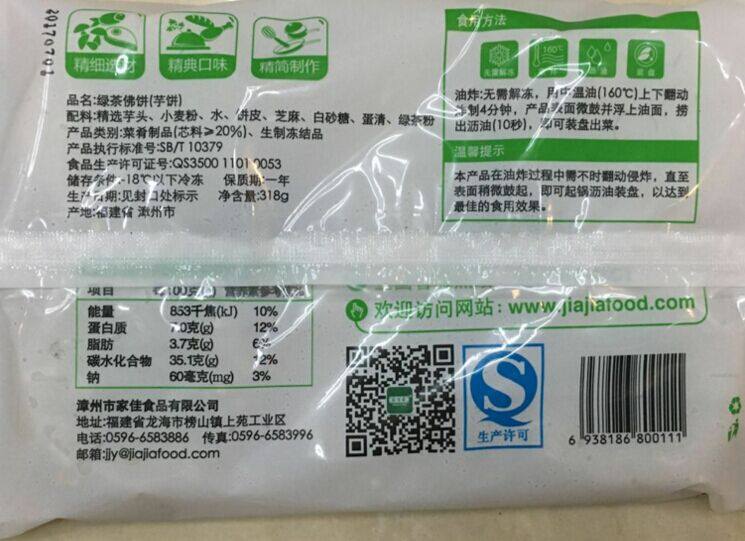 20170701
精细选材
精典口味
精简制作
品名:绿茶佛饼(芋饼)
配料:精选芋头、小麦粉、水、饼皮、芝麻、白砂糖、蛋清、绿茶粉
产品类别:菜肴制品(芯料≥20%)、生制冻结品
产品执行标准号:SB/T 10379
食品生产许可证号:QS3500 1101 0053
储存条件:-18℃以下冷冻 保质期:一年
生产日期:见封口处标示 净含量:318g
产地:福建省 漳州市
食用方法
无需解冻
160℃
装盘
油炸:无需解冻,用中温油(160℃)上下翻动
炸制4分钟,产品表面微鼓并浮上油面,捞
出沥油(10秒),即可装盘出菜。
温馨提示
本产品在油炸过程中需不时翻动侵炸,直至
表面稍微鼓起,即可起锅沥油装盘,以达到
最佳的食用效果。
项目 每100克(g) 营养素参考
能量 853千焦(kJ) 10%
蛋白质 7.0克(g) 12%
脂肪 3.7克(g) 6%
碳水化合物 35.1克(g) 12%
钠 60毫克(mg) 3%
欢迎访问网站:www.jiajiafood.com
漳州市家佳食品有限公司
地址:福建省龙海市榜山镇上苑工业区
电话:0596-6583886 传真:0596-6583996
邮箱:jjy@jiajiafood.com
生产许可
6 938186 800111